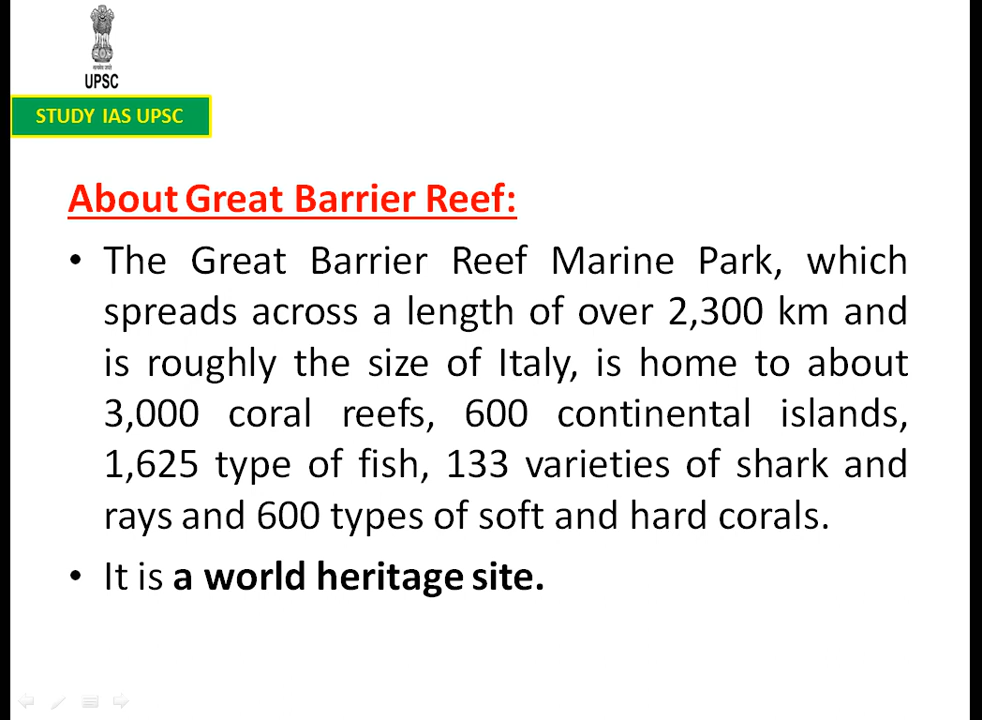 UPSC
STUDY IAS UPSC
About Great Barrier Reef:
• The Great Barrier Reef Marine Park, which
spreads across a length of over 2,300 km and
is roughly the size of Italy, is home to about
3,000 coral reefs, 600 continental islands,
1,625 type of fish, 133 varieties of shark and
rays and 600 types of soft and hard corals.
• It is a world heritage site.